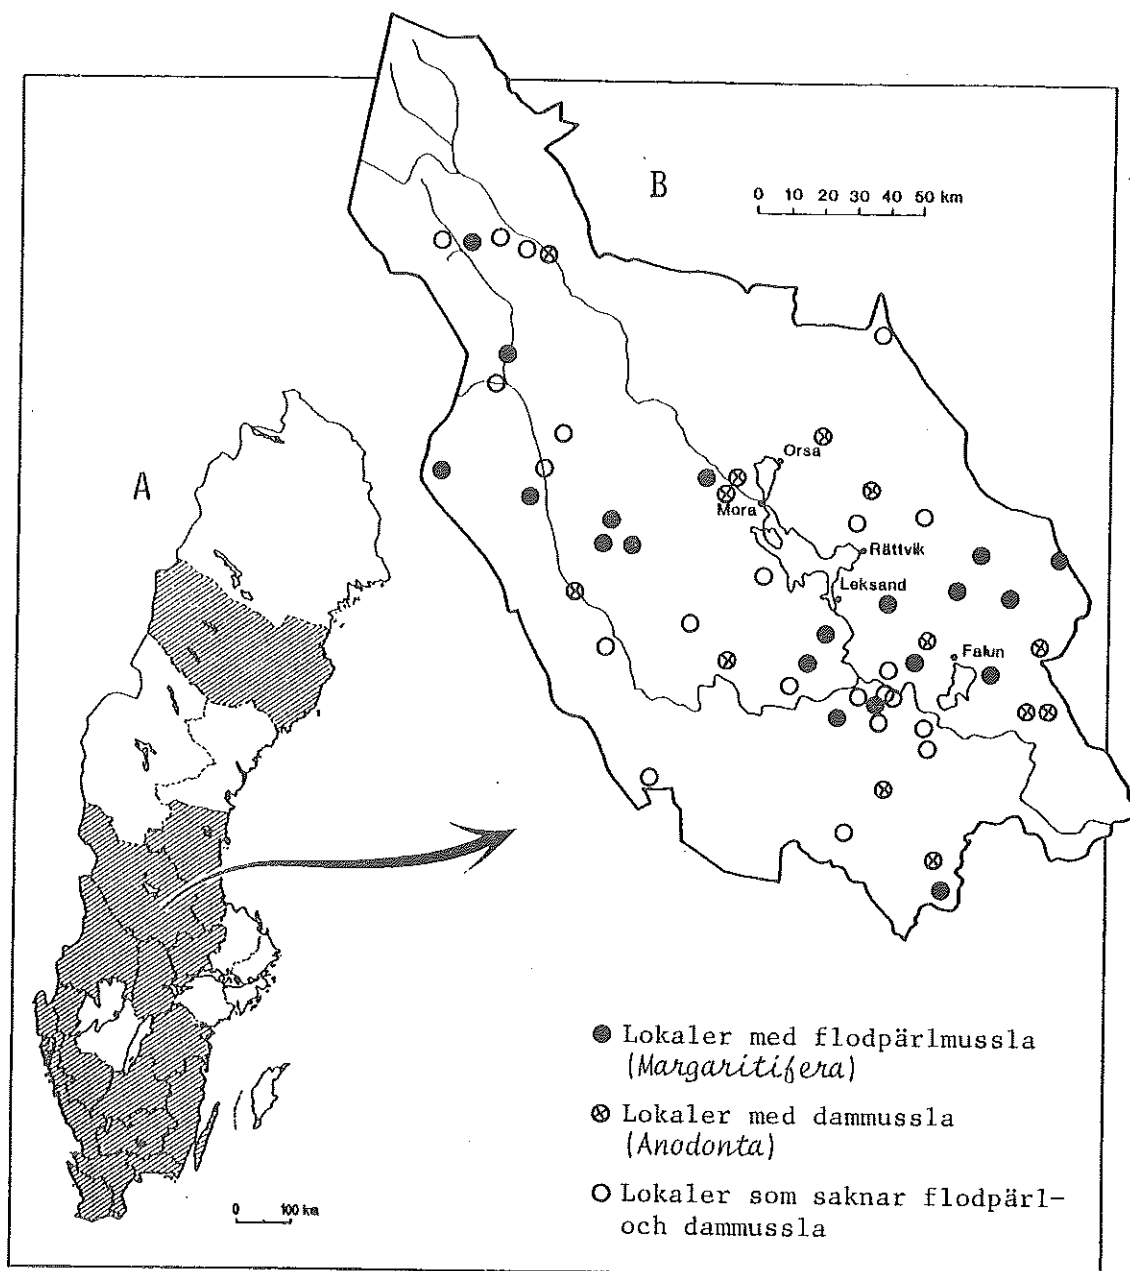 B
0 10 20 30 40 50 km
A
Orsa
Mora
Rättvik
Leksand
Falun
0 100 km
Lokaler med flodpärlmussla
(Margaritifera)
Lokaler med dammussla
(Anodonta)
Lokaler som saknar flodpärl-
och dammussla